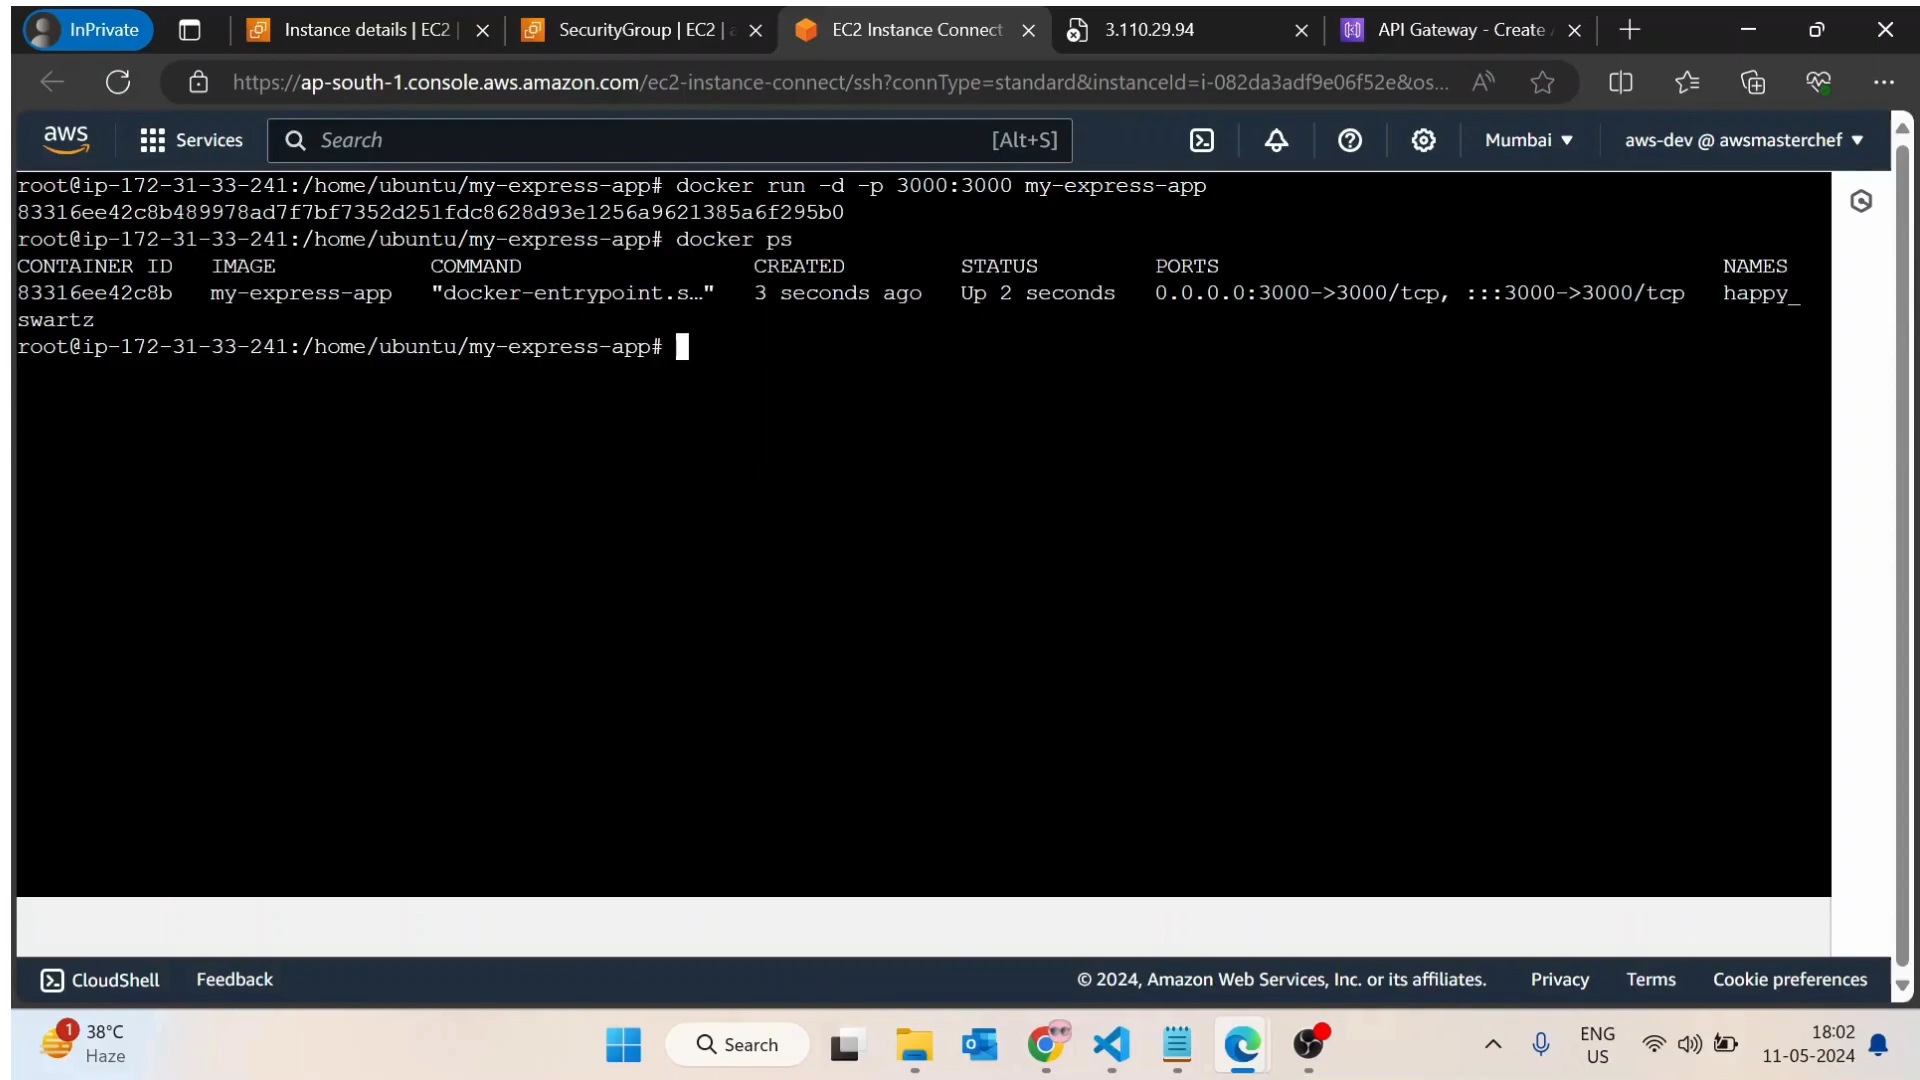 InPrivate
Instance details | EC2 |
SecurityGroup | EC2 | a
EC2 Instance Connect
3.110.29.94
API Gateway - Create A
https://ap-south-1.console.aws.amazon.com/ec2-instance-connect/ssh?connType=standard&instanceId=i-082da3adf9e06f52e&os...
aws
Services
Search
[Alt+S]
Mumbai
aws-dev @ awsmasterchef
root@ip-172-31-33-241:/home/ubuntu/my-express-app# docker run -d -p 3000:3000 my-express-app
83316ee42c8b489978ad7f7bf7352d251fdc8628d93e1256a9621385a6f295b0
root@ip-172-31-33-241:/home/ubuntu/my-express-app# docker ps
CONTAINER ID IMAGE COMMAND CREATED STATUS PORTS NAMES
83316ee42c8b my-express-app "docker-entrypoint.s…" 3 seconds ago Up 2 seconds 0.0.0.0:3000->3000/tcp, :::3000->3000/tcp happy_
swartz
root@ip-172-31-33-241:/home/ubuntu/my-express-app#
CloudShell
Feedback
© 2024, Amazon Web Services, Inc. or its affiliates.
Privacy
Terms
Cookie preferences
1
38°C
Haze
Search
ENG
US
18:02
11-05-2024